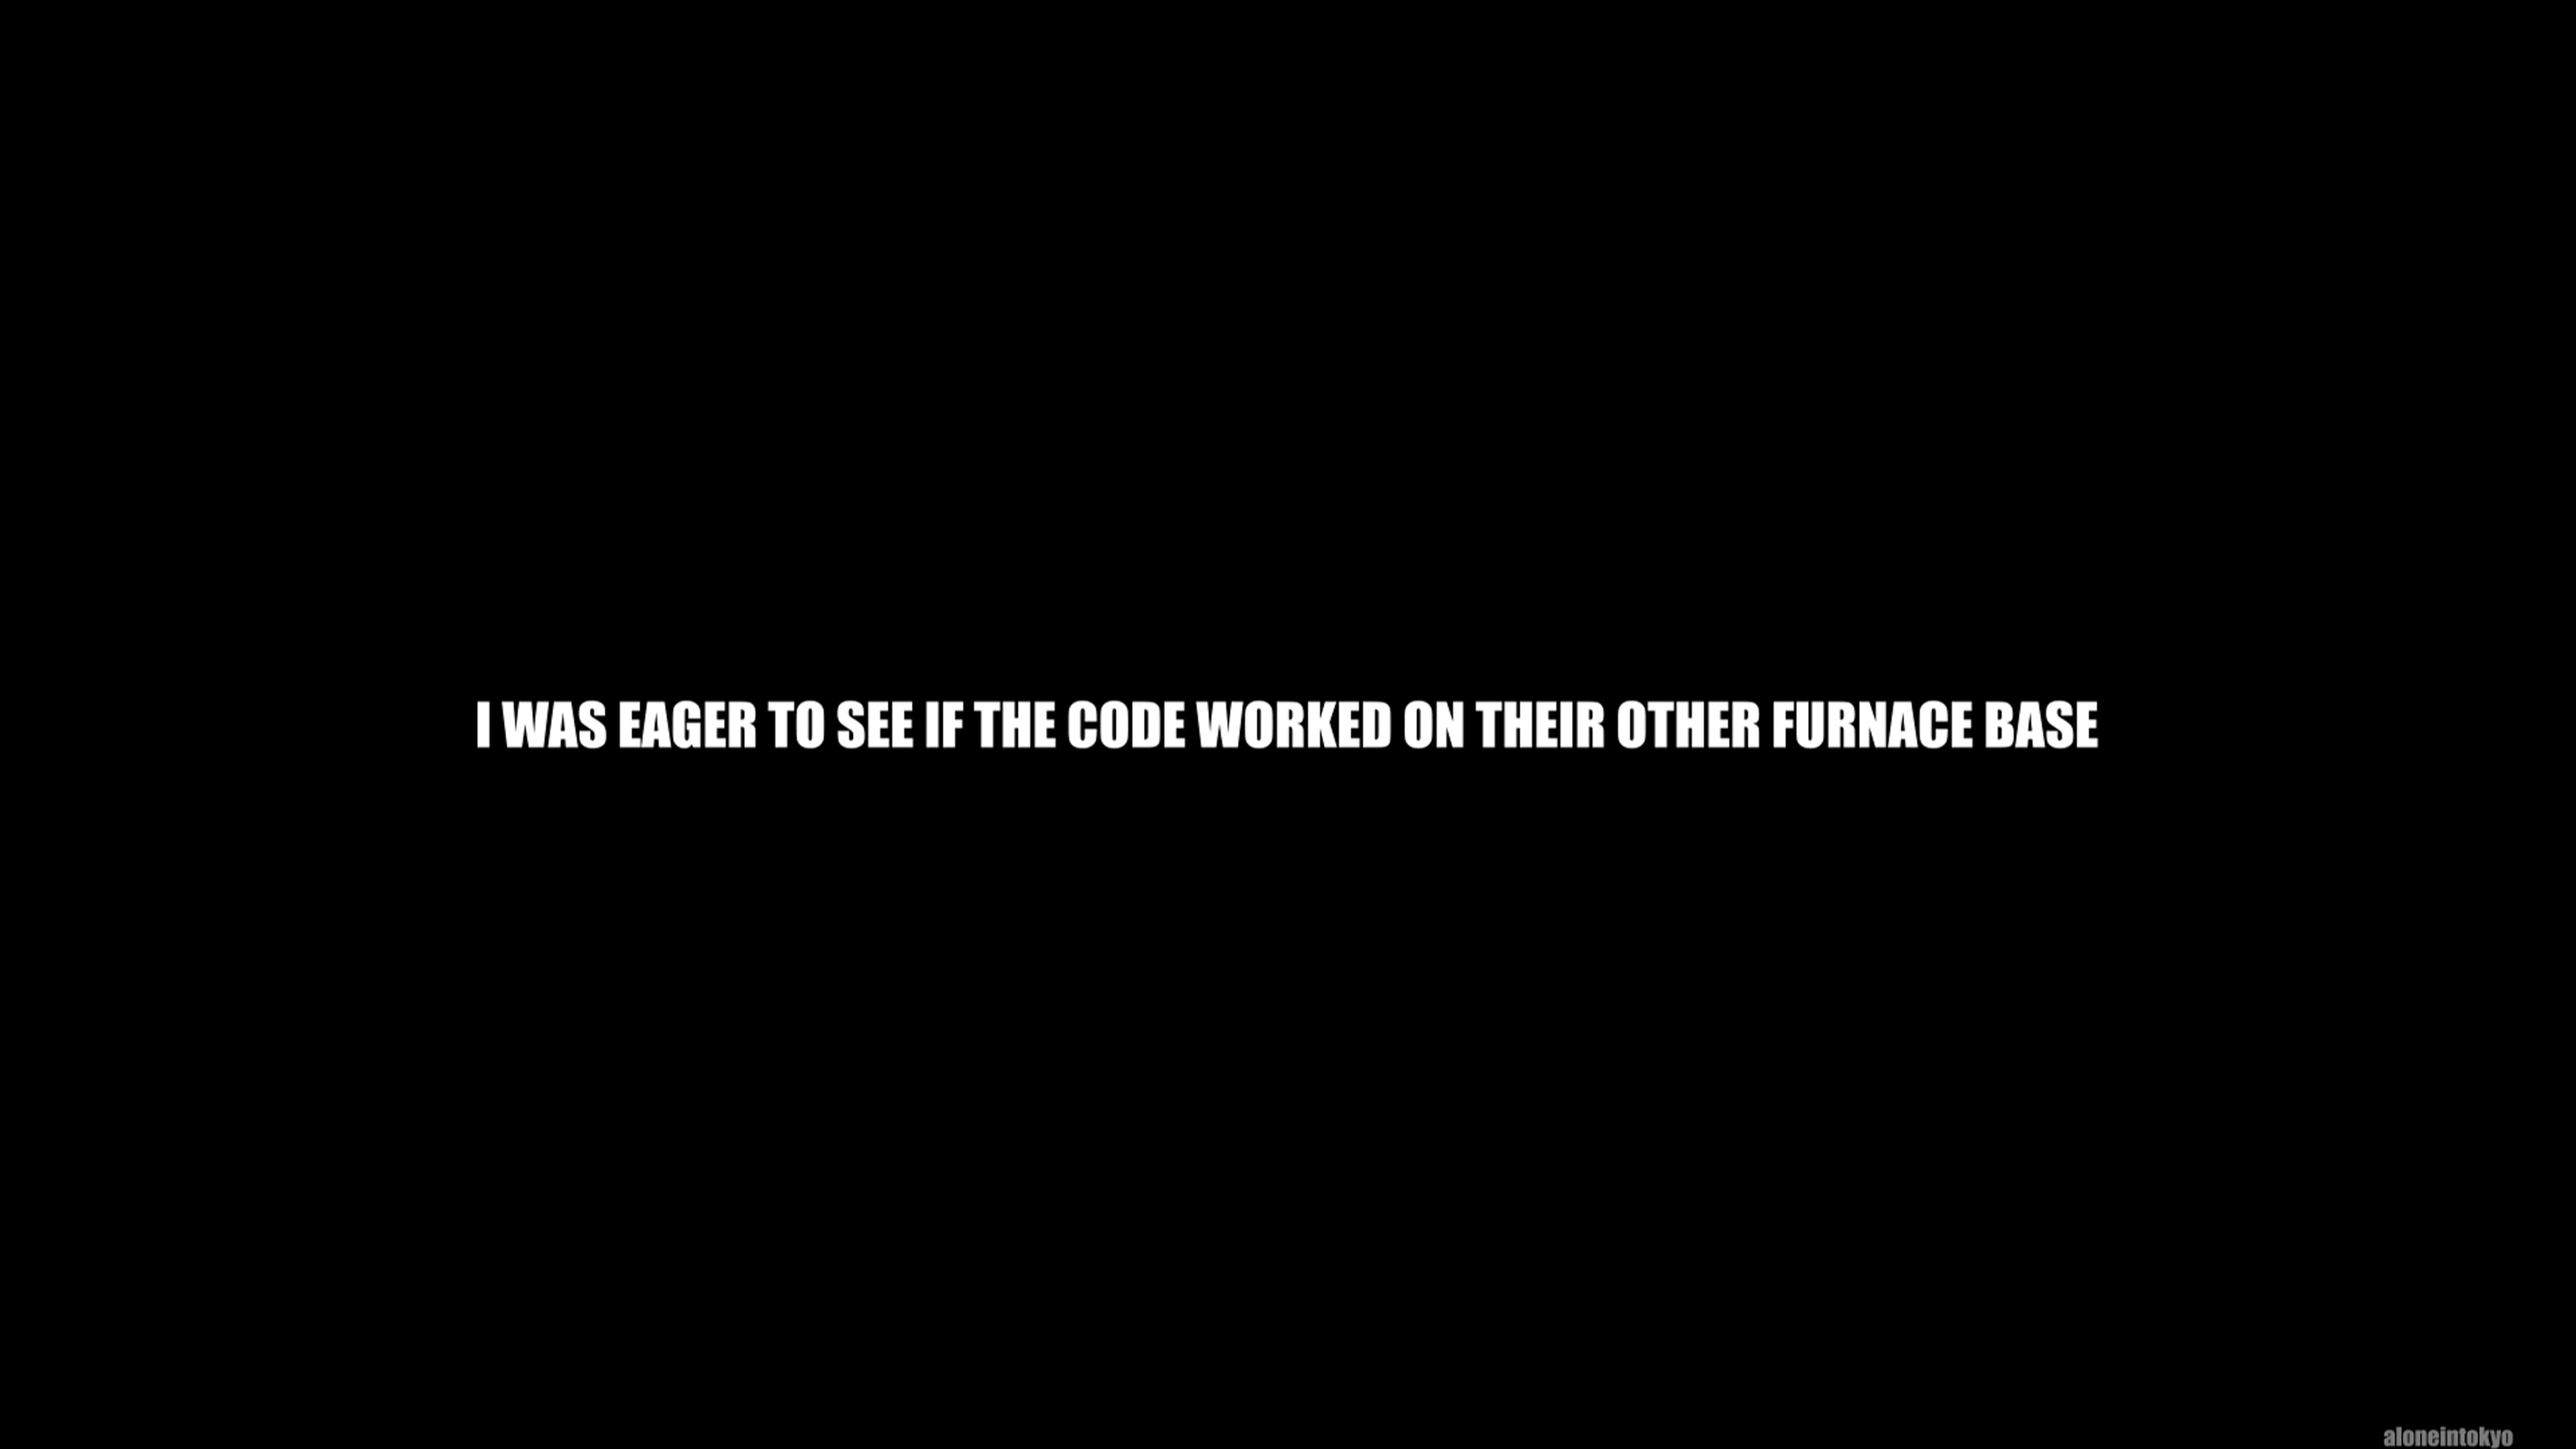 I WAS EAGER TO SEE IF THE CODE WORKED ON THEIR OTHER FURNACE BASE
aloneintokyo